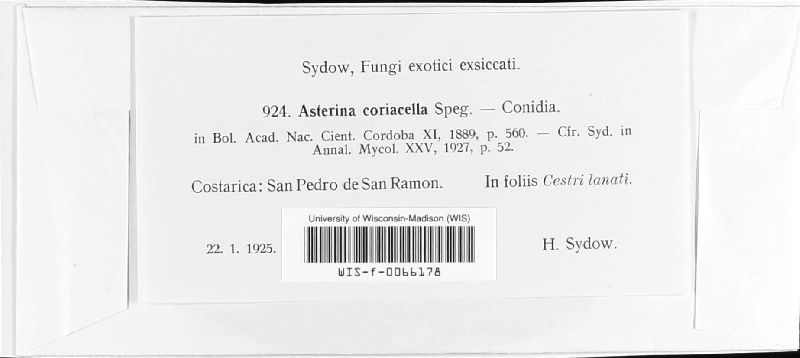 Sydow, Fungi exotici exsiccati.
924. Asterina coriacella Speg. — Conidia.
in Bol. Acad. Nac. Cient. Cordoba XI, 1889, p. 560. — Cfr. Syd. in
Annal. Mycol. XXV, 1927, p. 52.
Costarica: San Pedro de San Ramon. In foliis Cestri lanati.
22. 1. 1925. H. Sydow.
University of Wisconsin-Madison (WIS)
WIS-f-0066178